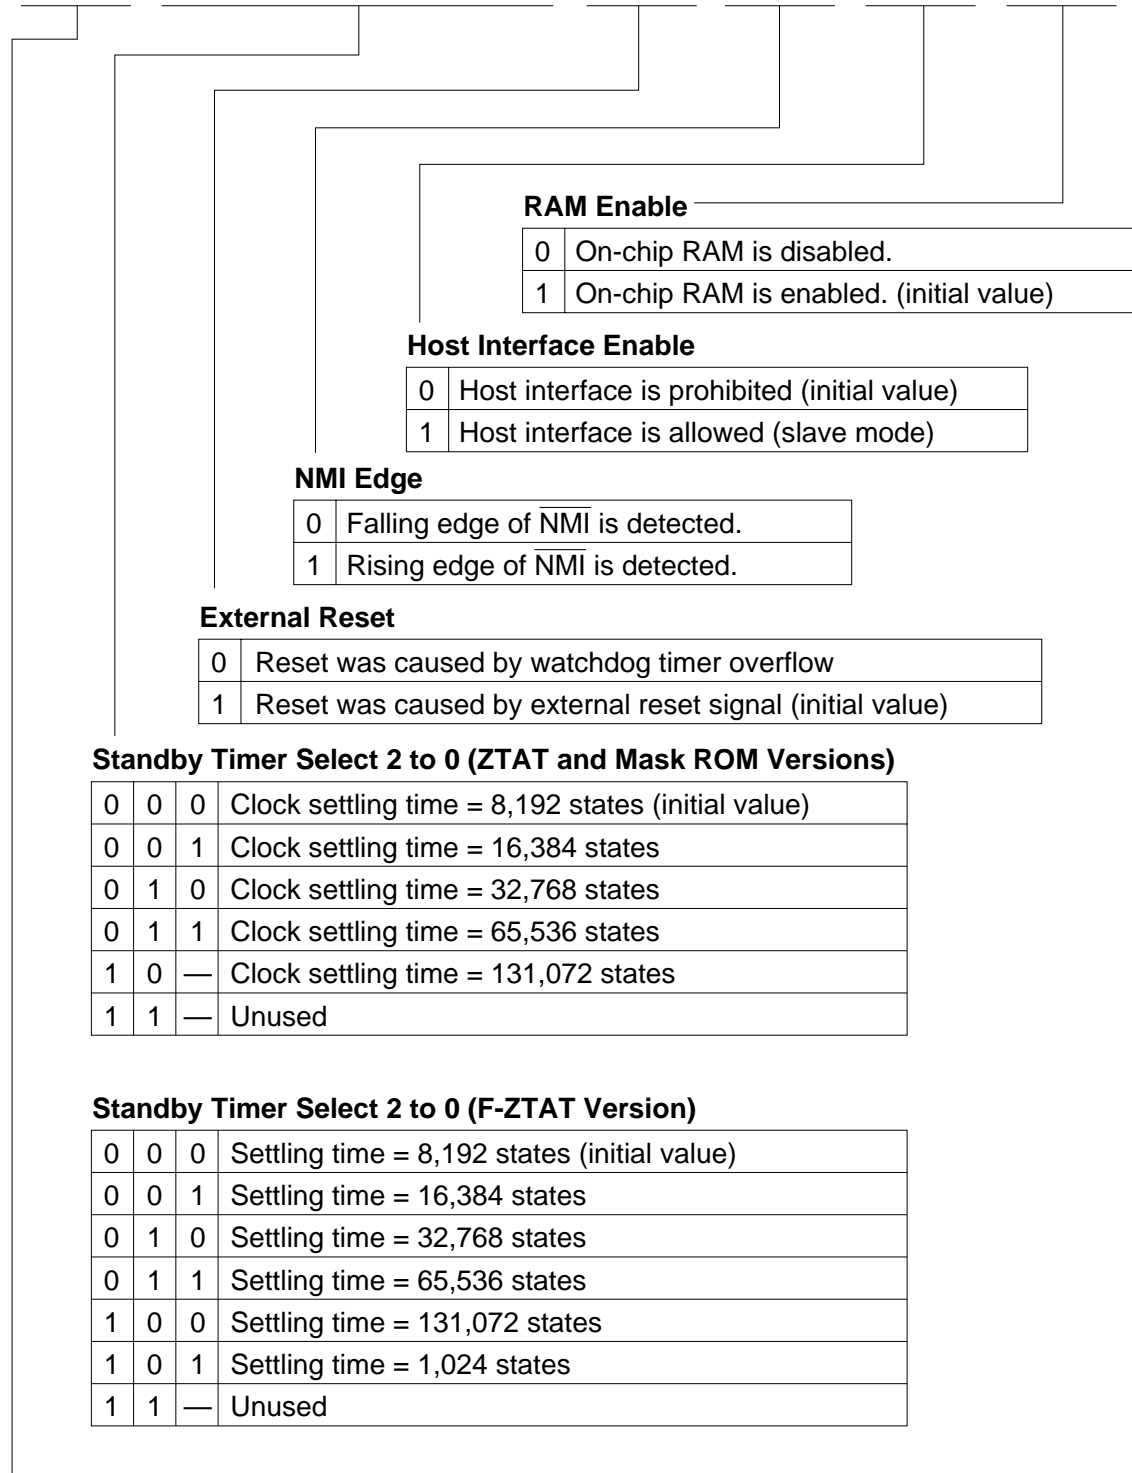 RAM Enable
0 On-chip RAM is disabled.
1 On-chip RAM is enabled. (initial value)
Host Interface Enable
0 Host interface is prohibited (initial value)
1 Host interface is allowed (slave mode)
NMI Edge
0 Falling edge of N̅M̅I̅ is detected.
1 Rising edge of N̅M̅I̅ is detected.
External Reset
0 Reset was caused by watchdog timer overflow
1 Reset was caused by external reset signal (initial value)
Standby Timer Select 2 to 0 (ZTAT and Mask ROM Versions)
0 0 0 Clock settling time = 8,192 states (initial value)
0 0 1 Clock settling time = 16,384 states
0 1 0 Clock settling time = 32,768 states
0 1 1 Clock settling time = 65,536 states
1 0 — Clock settling time = 131,072 states
1 1 — Unused
Standby Timer Select 2 to 0 (F-ZTAT Version)
0 0 0 Settling time = 8,192 states (initial value)
0 0 1 Settling time = 16,384 states
0 1 0 Settling time = 32,768 states
0 1 1 Settling time = 65,536 states
1 0 0 Settling time = 131,072 states
1 0 1 Settling time = 1,024 states
1 1 — Unused